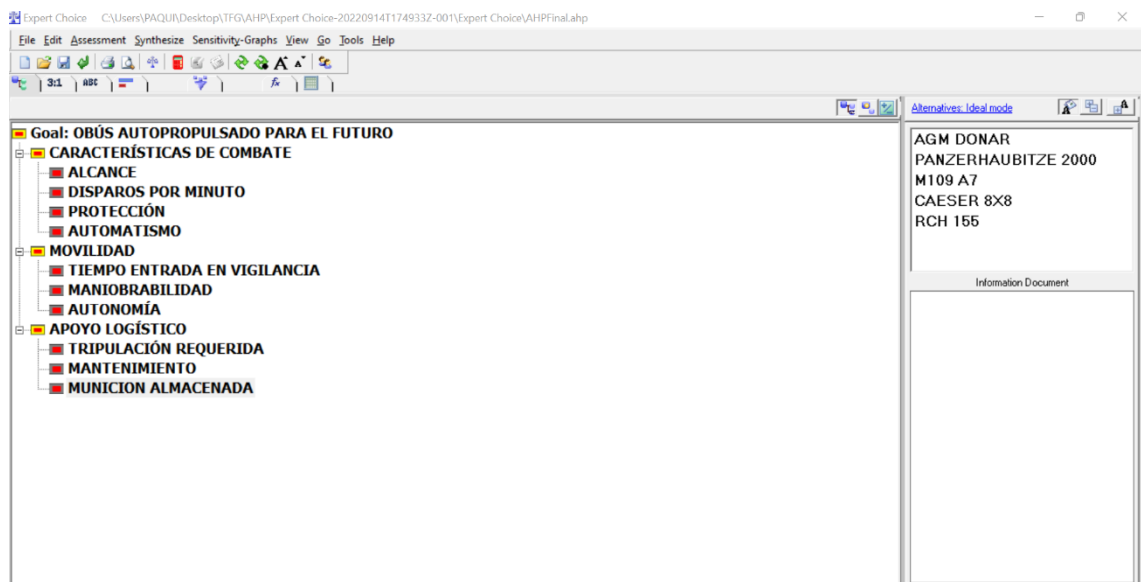 Expert Choice C:\Users\PAQUI\Desktop\TFG\AHP\Expert Choice-20220914T174933Z-001\Expert Choice\AHPFinal.ahp
File Edit Assessment Synthesize Sensitivity-Graphs View Go Tools Help
3:1 ABC
Alternatives: Ideal mode
Goal: OBÚS AUTOPROPULSADO PARA EL FUTURO
CARACTERÍSTICAS DE COMBATE
ALCANCE
DISPAROS POR MINUTO
PROTECCIÓN
AUTOMATISMO
MOVILIDAD
TIEMPO ENTRADA EN VIGILANCIA
MANIOBRABILIDAD
AUTONOMÍA
APOYO LOGÍSTICO
TRIPULACIÓN REQUERIDA
MANTENIMIENTO
MUNICION ALMACENADA
AGM DONAR
PANZERHAUBITZE 2000
M109 A7
CAESER 8X8
RCH 155
Information Document